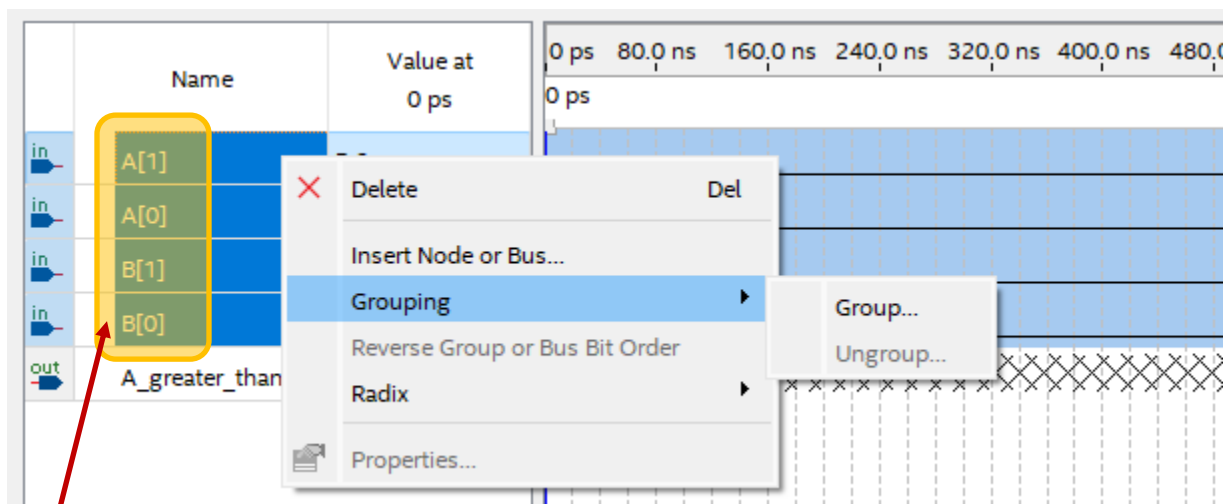 Name
Value at
0 ps
0 ps 80.0 ns 160.0 ns 240.0 ns 320.0 ns 400.0 ns 480.0
0 ps
in A[1]
in A[0]
in B[1]
in B[0]
out A_greater_than
Delete Del
Insert Node or Bus...
Grouping
Reverse Group or Bus Bit Order
Radix
Properties...
Group...
Ungroup...